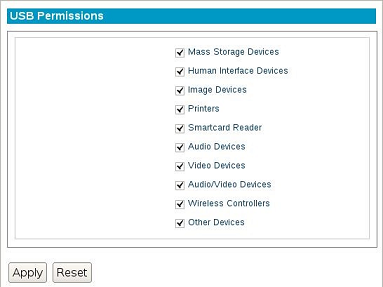 USB Permissions
Mass Storage Devices
Human Interface Devices
Image Devices
Printers
Smartcard Reader
Audio Devices
Video Devices
Audio/Video Devices
Wireless Controllers
Other Devices
Apply Reset